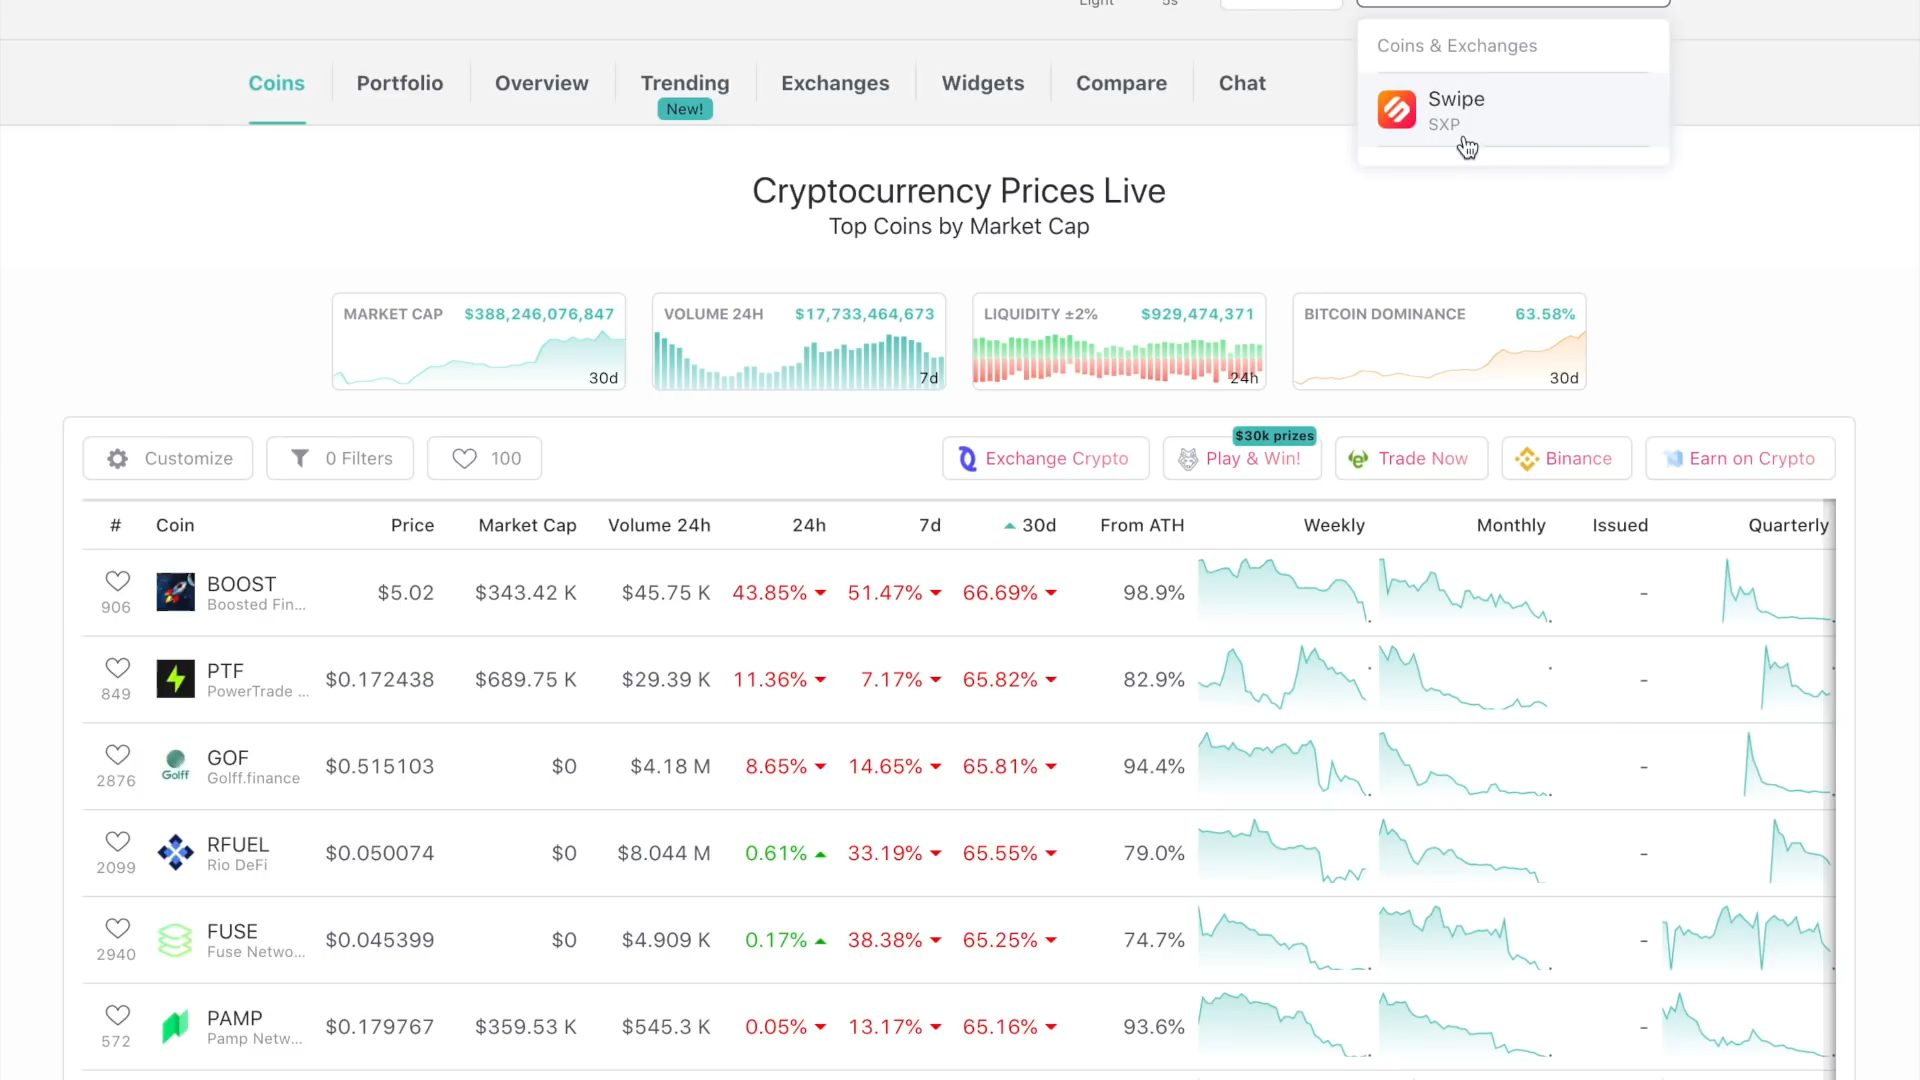 Light 5s
Coins & Exchanges
Swipe
SXP
Coins Portfolio Overview Trending Exchanges Widgets Compare Chat
New!
Cryptocurrency Prices Live
Top Coins by Market Cap
MARKET CAP $388,246,076,847
30d
VOLUME 24H $17,733,464,673
7d
LIQUIDITY ±2% $929,474,371
24h
BITCOIN DOMINANCE 63.58%
30d
$30k prizes
Customize 0 Filters 100 Exchange Crypto Play & Win! Trade Now Binance Earn on Crypto
# Coin Price Market Cap Volume 24h 24h 7d 30d From ATH Weekly Monthly Issued Quarterly
906 BOOST Boosted Fin... $5.02 $343.42 K $45.75 K 43.85% 51.47% 66.69% 98.9% -
849 PTF PowerTrade ... $0.172438 $689.75 K $29.39 K 11.36% 7.17% 65.82% 82.9% -
2876 Golff GOF Golff.finance $0.515103 $0 $4.18 M 8.65% 14.65% 65.81% 94.4% -
2099 RFUEL Rio DeFi $0.050074 $0 $8.044 M 0.61% 33.19% 65.55% 79.0% -
2940 FUSE Fuse Netwo... $0.045399 $0 $4.909 K 0.17% 38.38% 65.25% 74.7% -
572 PAMP Pamp Netw... $0.179767 $359.53 K $545.3 K 0.05% 13.17% 65.16% 93.6% -